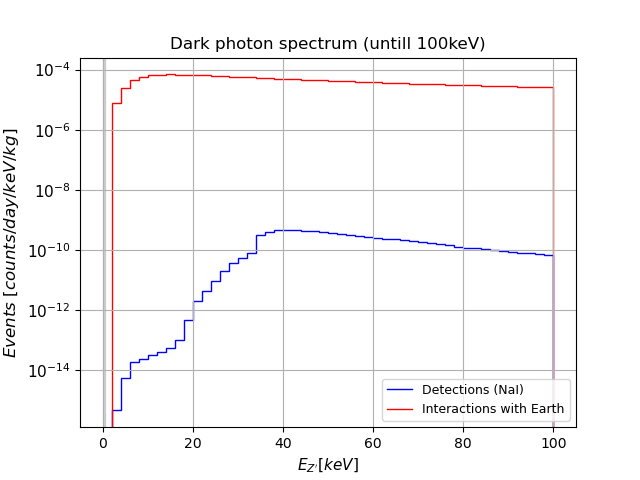 Dark photon spectrum (untill 100keV)
10⁻⁴
10⁻⁶
10⁻⁸
10⁻¹⁰
10⁻¹²
10⁻¹⁴
Events [counts/day/keV/kg]
Detections (NaI)
Interactions with Earth
0 20 40 60 80 100
E_{Z'}[keV]